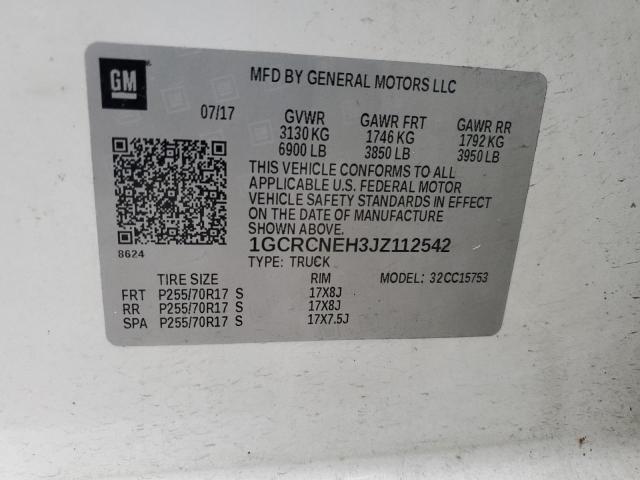 GM
MFD BY GENERAL MOTORS LLC
07/17 GVWR GAWR FRT GAWR RR
3130 KG 1746 KG 1792 KG
6900 LB 3850 LB 3950 LB
THIS VEHICLE CONFORMS TO ALL
APPLICABLE U.S. FEDERAL MOTOR
VEHICLE SAFETY STANDARDS IN EFFECT
ON THE DATE OF MANUFACTURE
SHOWN ABOVE.
1GCRCNEH3JZ112542
8624
TYPE: TRUCK MODEL: 32CC15753
TIRE SIZE RIM
FRT P255/70R17 S 17X8J
RR P255/70R17 S 17X8J
SPA P255/70R17 S 17X7.5J